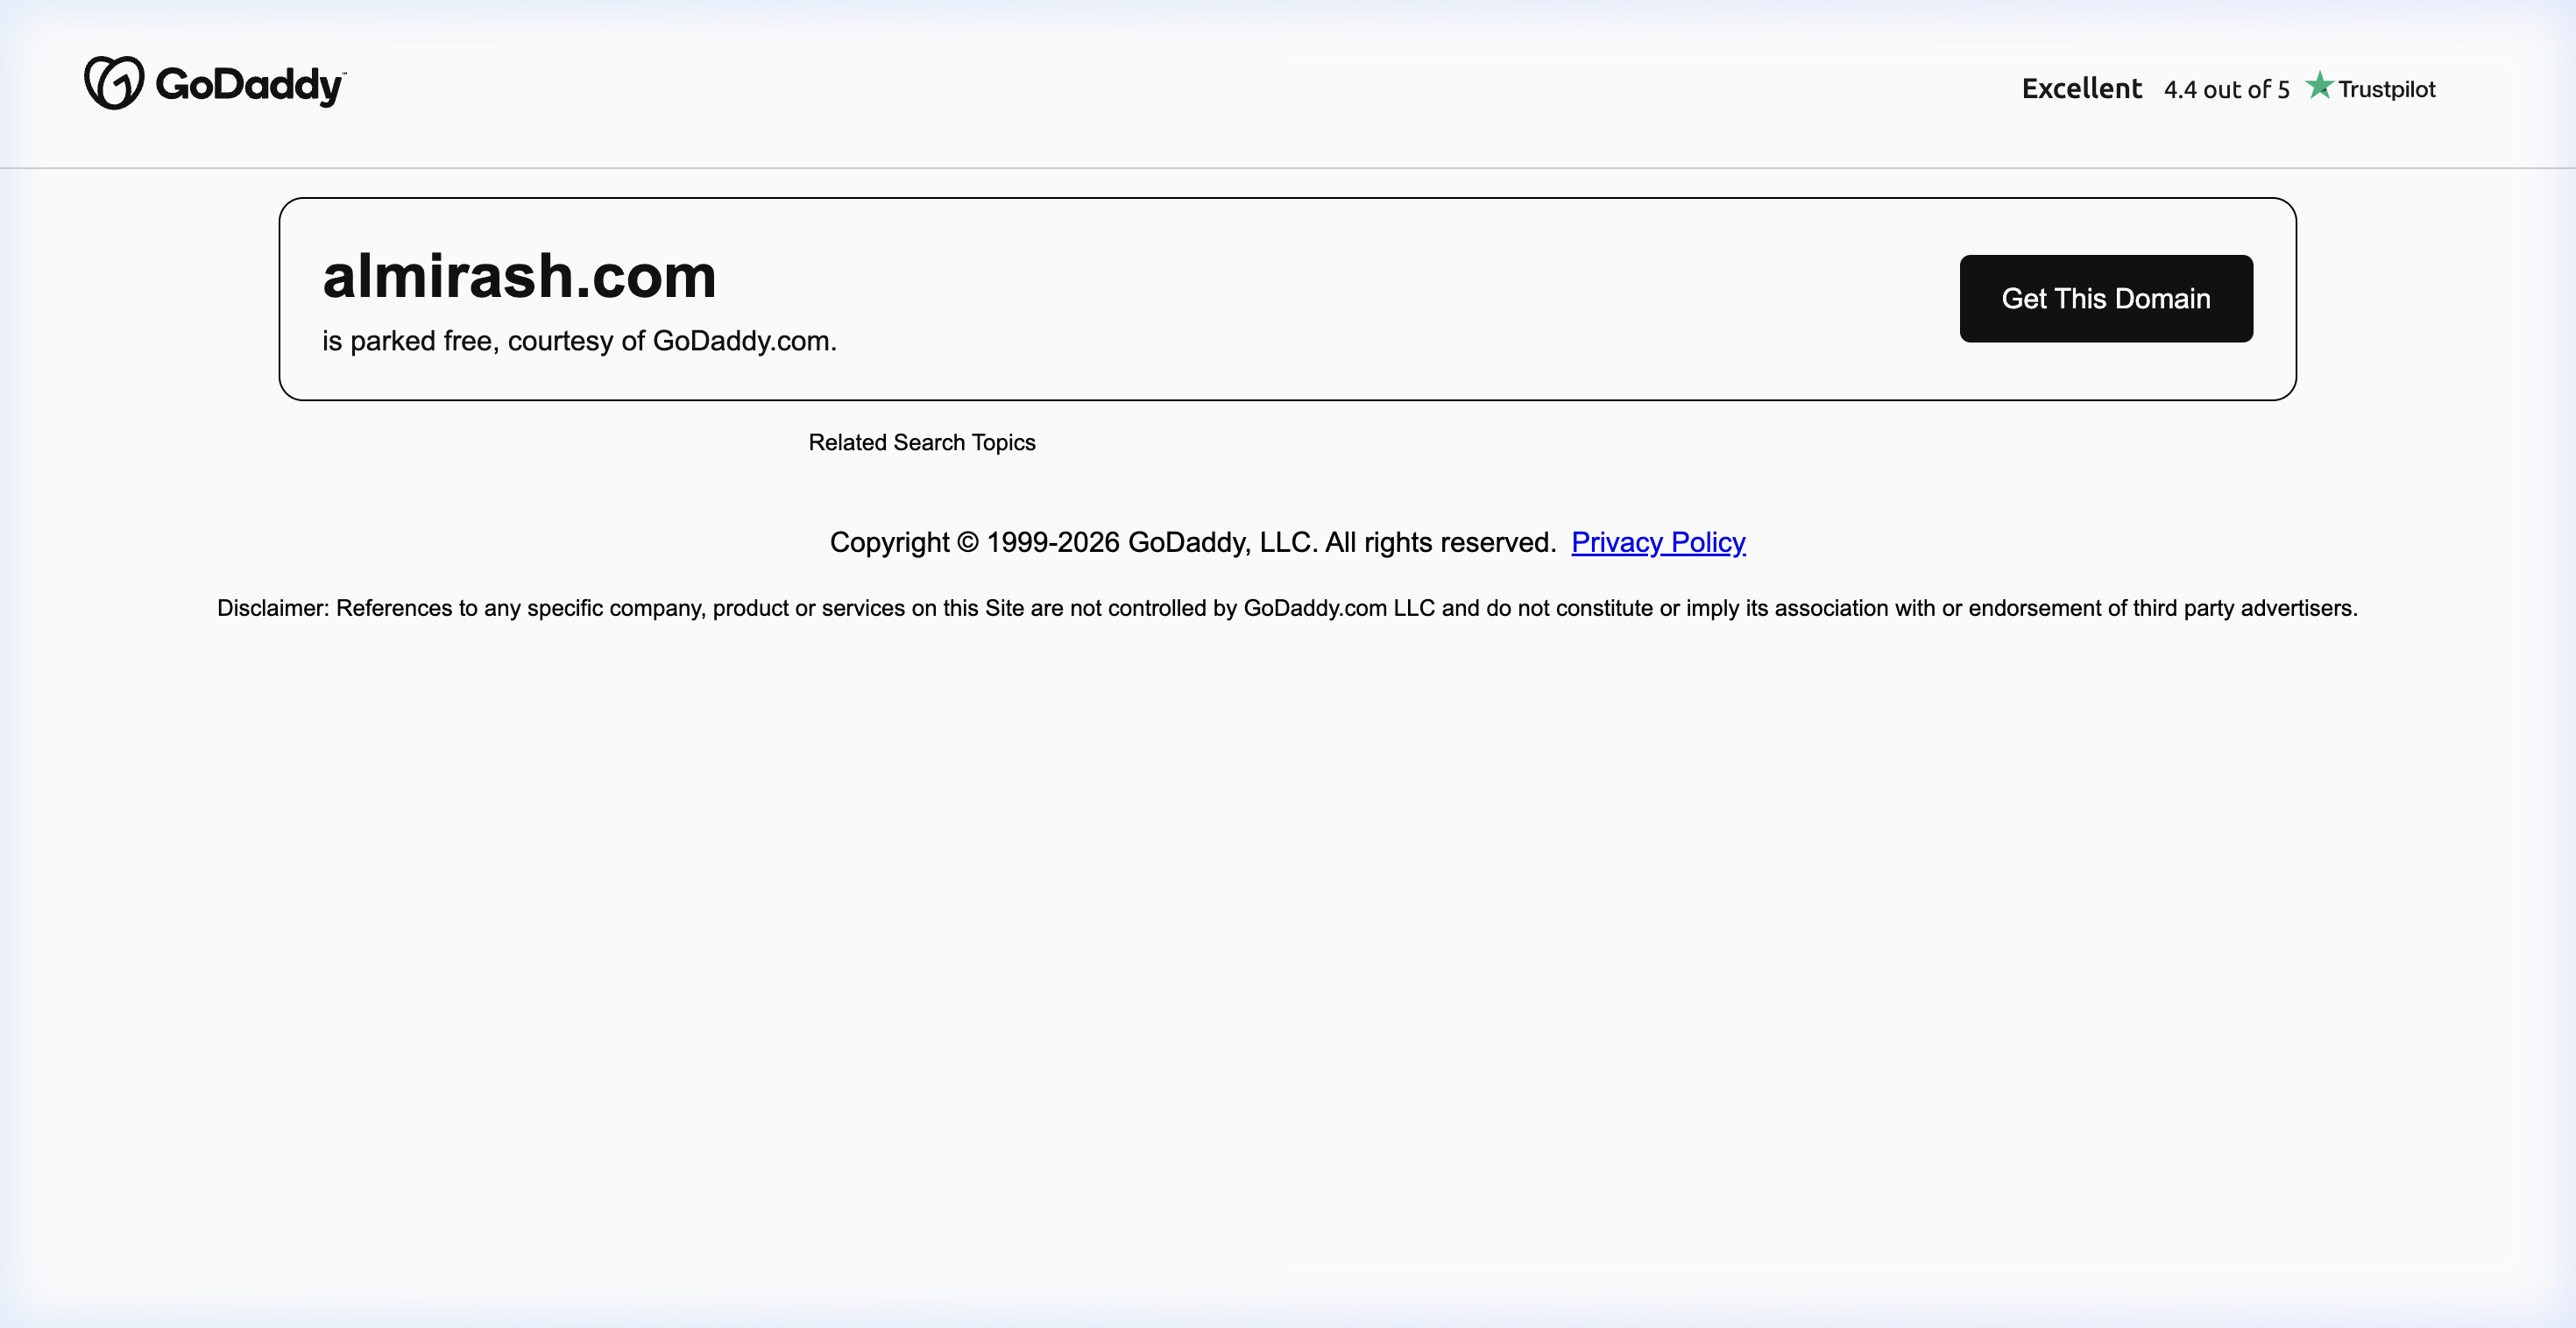 GoDaddy™
Excellent 4.4 out of 5 Trustpilot
almirash.com
is parked free, courtesy of GoDaddy.com.
Get This Domain
Related Search Topics
Copyright © 1999-2026 GoDaddy, LLC. All rights reserved. Privacy Policy
Disclaimer: References to any specific company, product or services on this Site are not controlled by GoDaddy.com LLC and do not constitute or imply its association with or endorsement of third party advertisers.